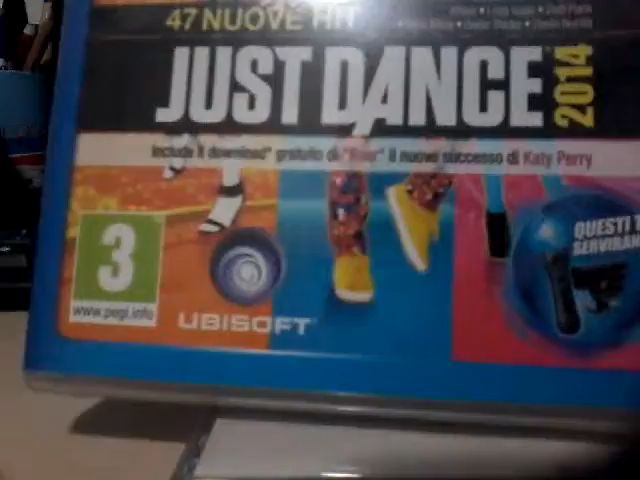 47 NUOVE HIT
JUST DANCE 2014
Include il download* gratuito di "Roar" il nuovo successo di Katy Perry
3
www.pegi.info
UBISOFT
QUESTI
SERVIRAN